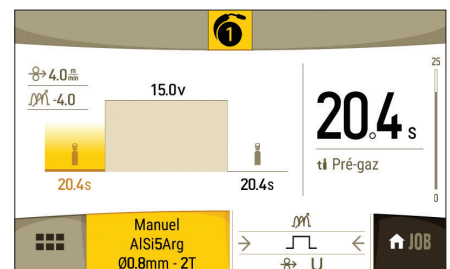 1
4.0 m/min
-4.0
15.0v
20.4s
20.4s
20.4 s
ti Pré-gaz
25
0
Manuel
AlSi5Arg
Ø0.8mm - 2T
U
JOB